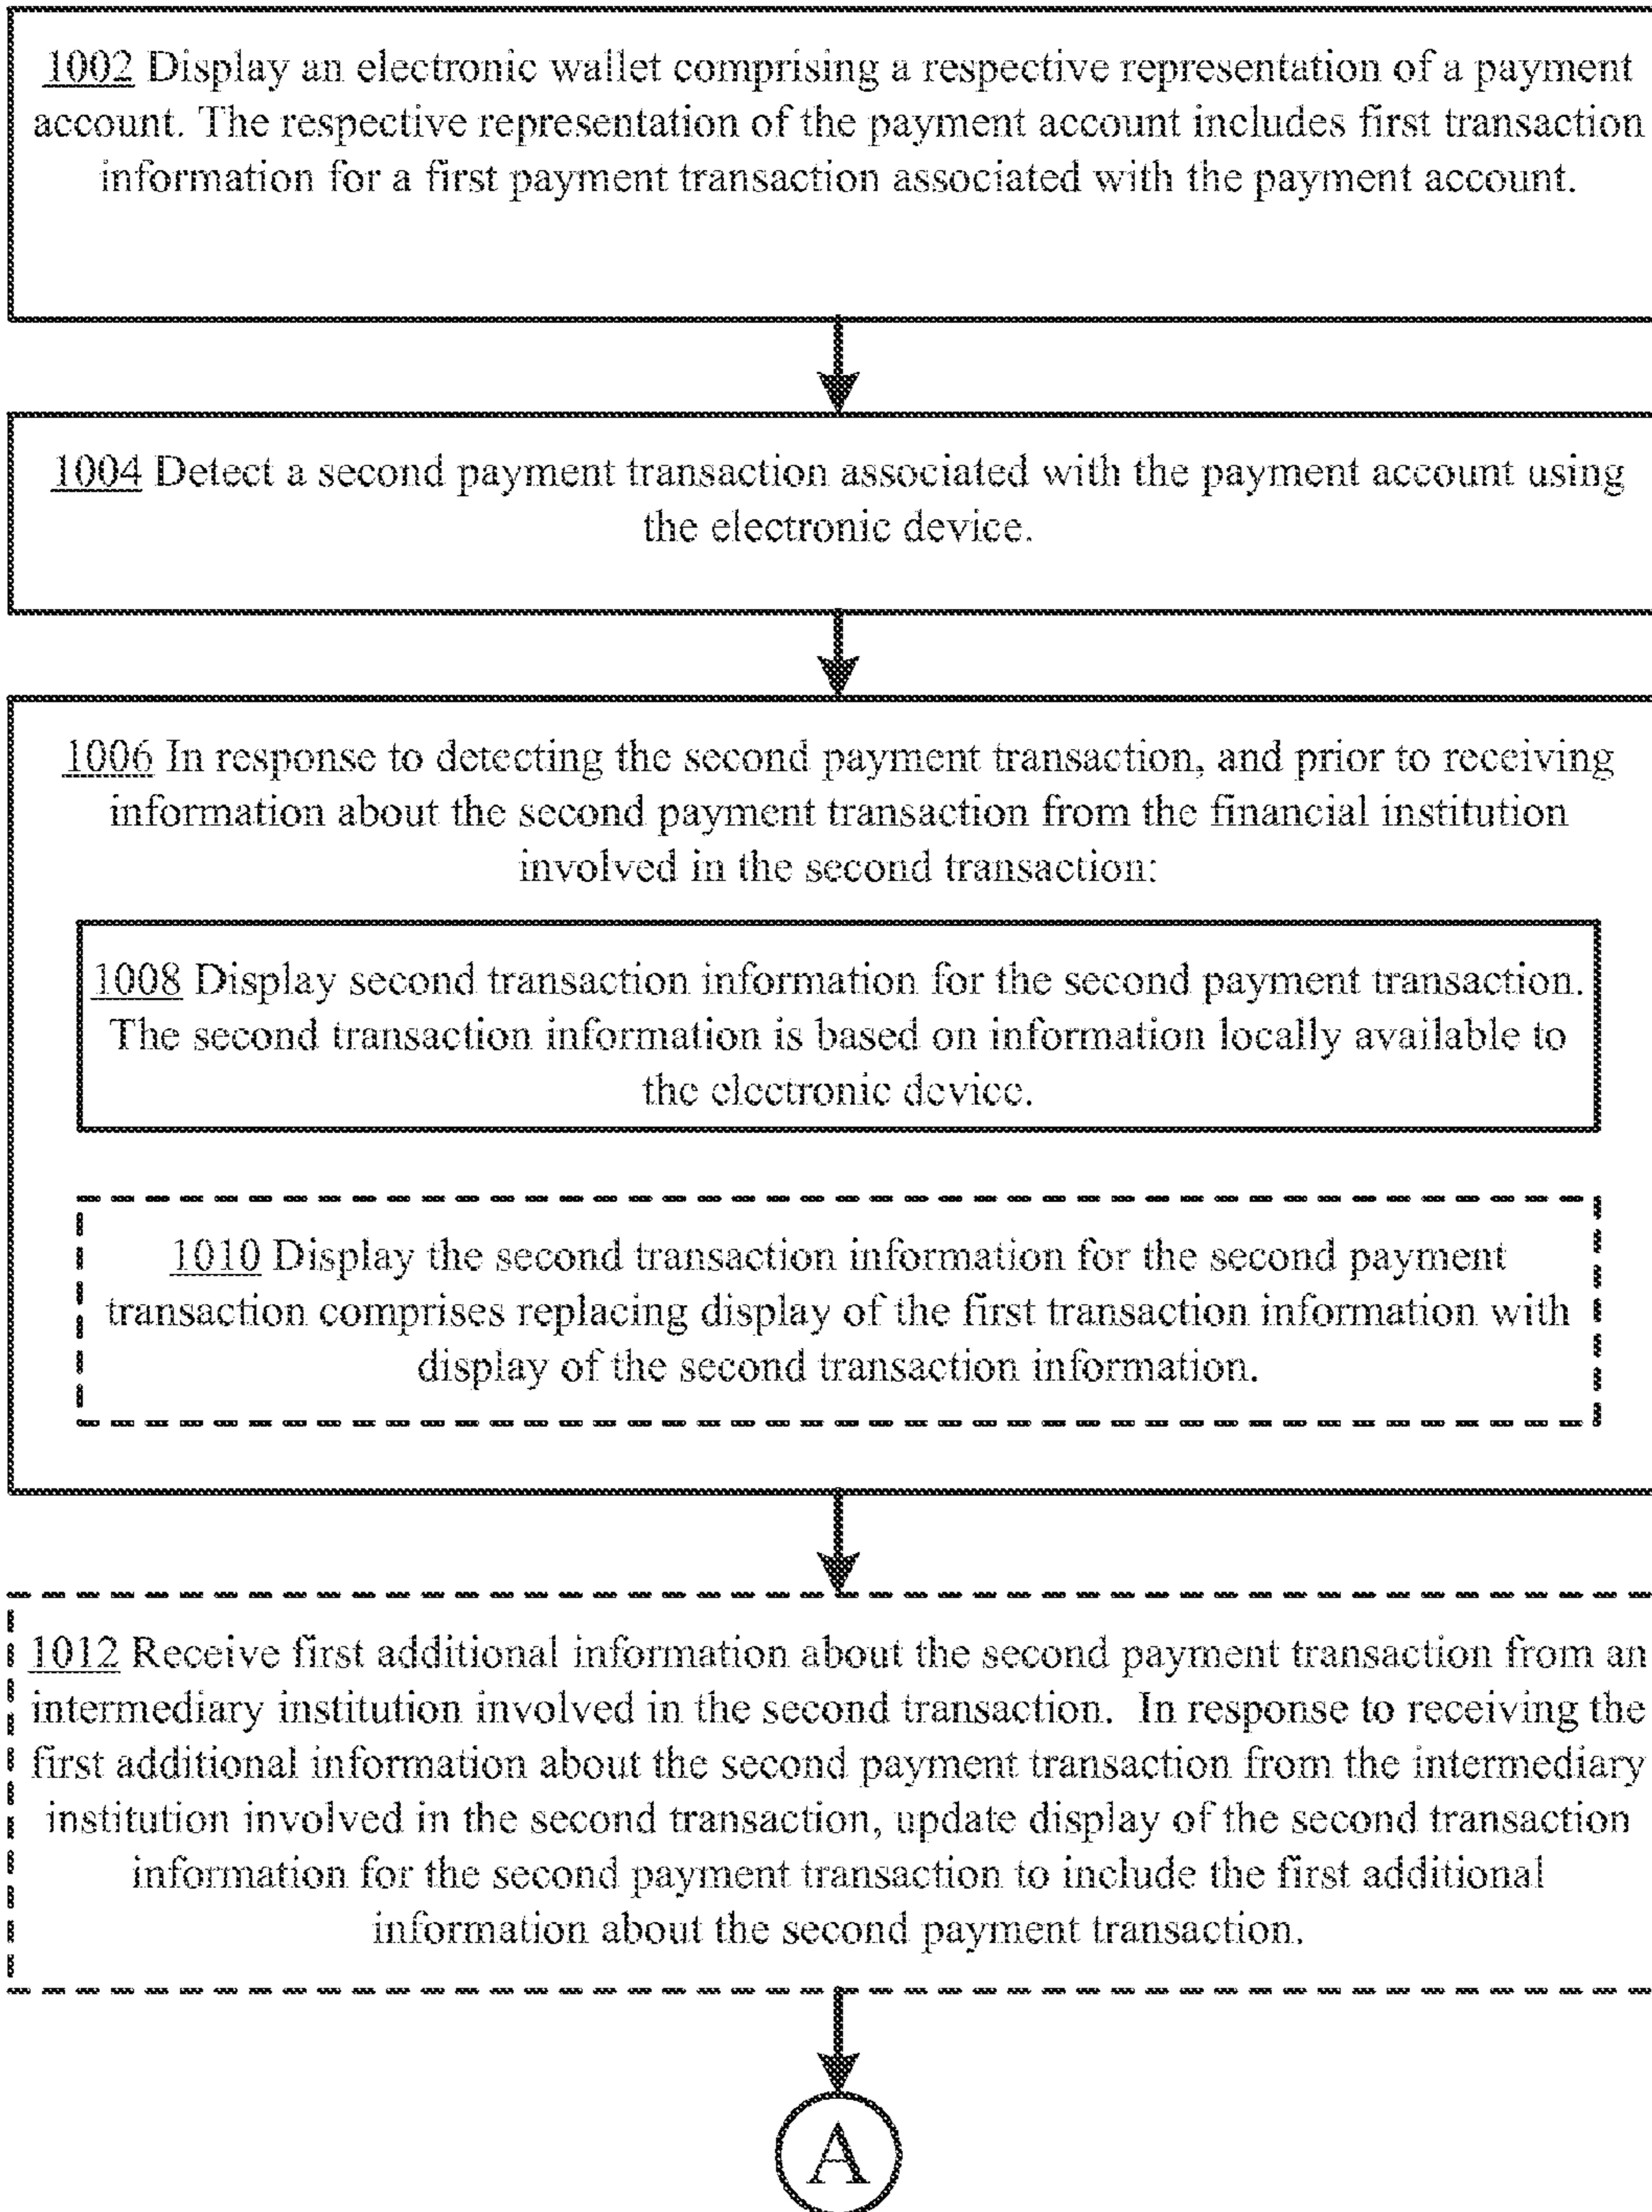 1002 Display an electronic wallet comprising a respective representation of a payment
account. The respective representation of the payment account includes first transaction
information for a first payment transaction associated with the payment account.
1004 Detect a second payment transaction associated with the payment account using
the electronic device.
1006 In response to detecting the second payment transaction, and prior to receiving
information about the second payment transaction from the financial institution
involved in the second transaction:
1008 Display second transaction information for the second payment transaction.
The second transaction information is based on information locally available to
the electronic device.
1010 Display the second transaction information for the second payment
transaction comprises replacing display of the first transaction information with
display of the second transaction information.
1012 Receive first additional information about the second payment transaction from an
intermediary institution involved in the second transaction. In response to receiving the
first additional information about the second payment transaction from the intermediary
institution involved in the second transaction, update display of the second transaction
information for the second payment transaction to include the first additional
information about the second payment transaction.
A